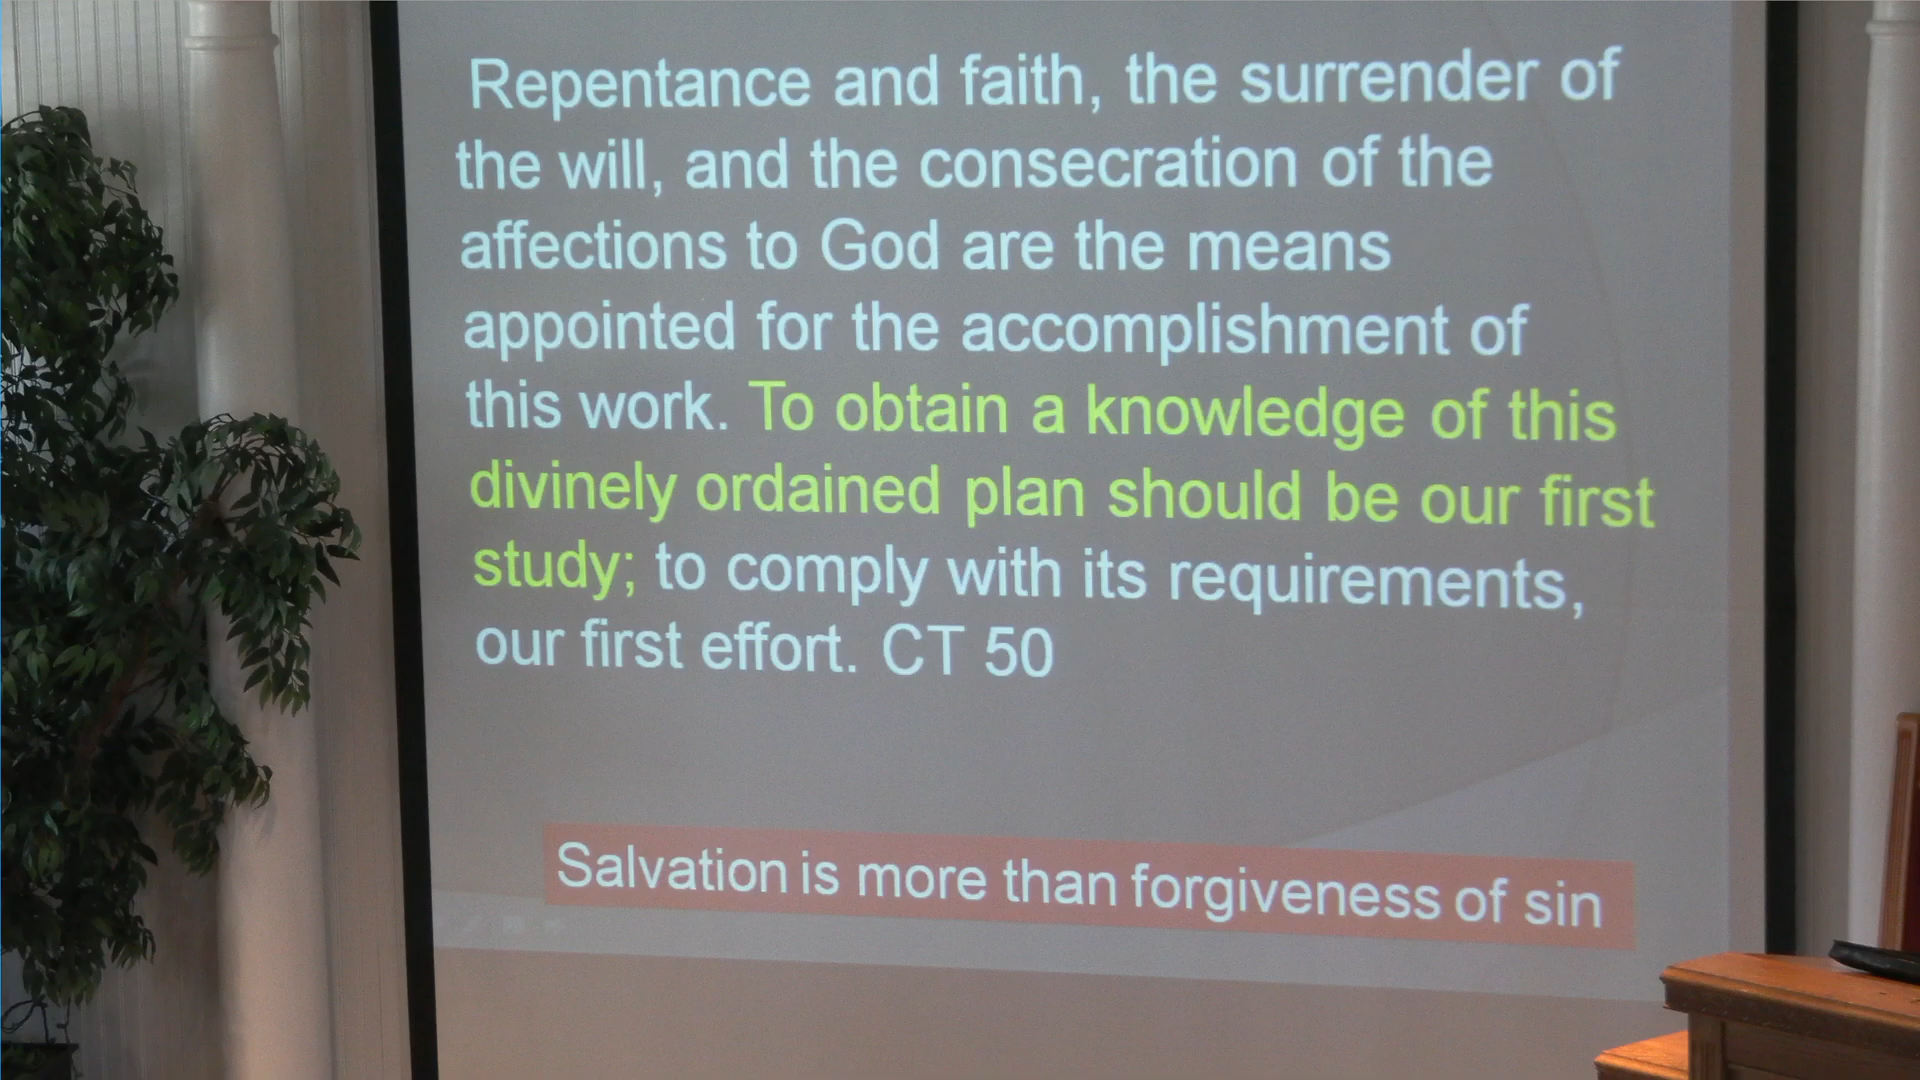 Repentance and faith, the surrender of
the will, and the consecration of the
affections to God are the means
appointed for the accomplishment of
this work. To obtain a knowledge of this
divinely ordained plan should be our first
study; to comply with its requirements,
our first effort. CT 50
Salvation is more than forgiveness of sin